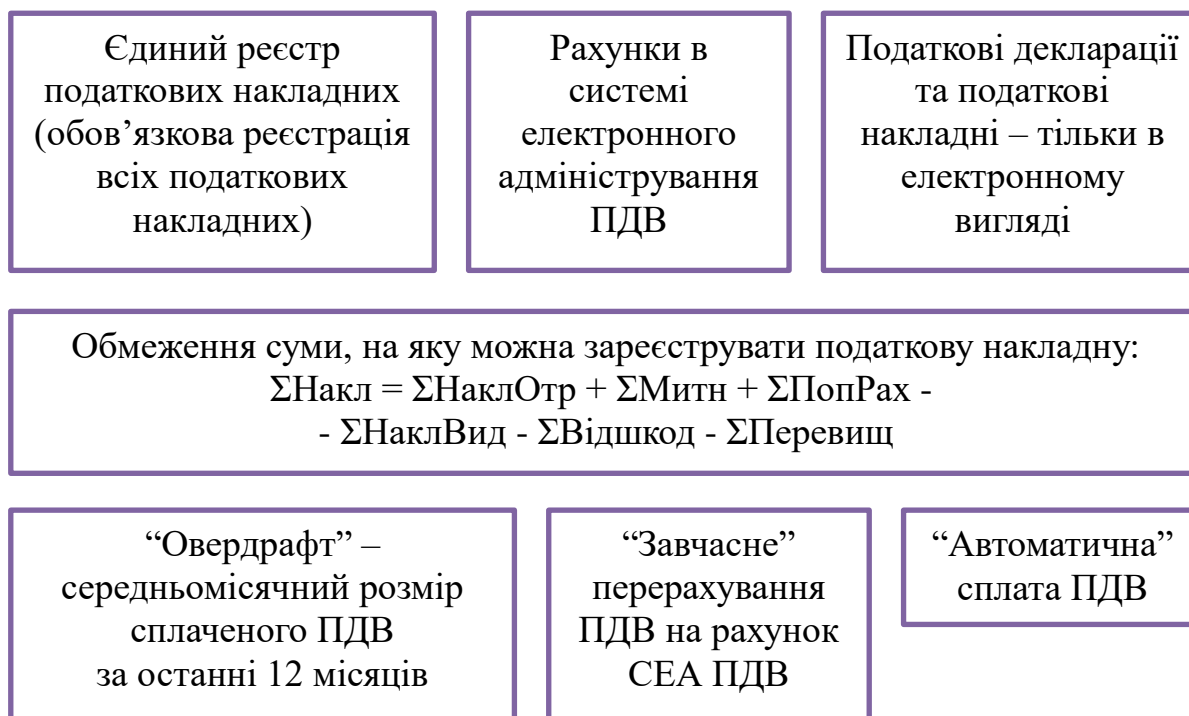 Єдиний реєстр
податкових накладних
(обов’язкова реєстрація
всіх податкових
накладних)
Рахунки в
системі
електронного
адміністрування
ПДВ
Податкові декларації
та податкові
накладні – тільки в
електронному
вигляді
Обмеження суми, на яку можна зареєструвати податкову накладну:
ΣНакл = ΣНаклОтр + ΣМитн + ΣПопРах -
- ΣНаклВид - ΣВідшкод - ΣПеревищ
“Овердрафт” –
середньомісячний розмір
сплаченого ПДВ
за останні 12 місяців
“Завчасне”
перерахування
ПДВ на рахунок
СЕА ПДВ
“Автоматична”
сплата ПДВ